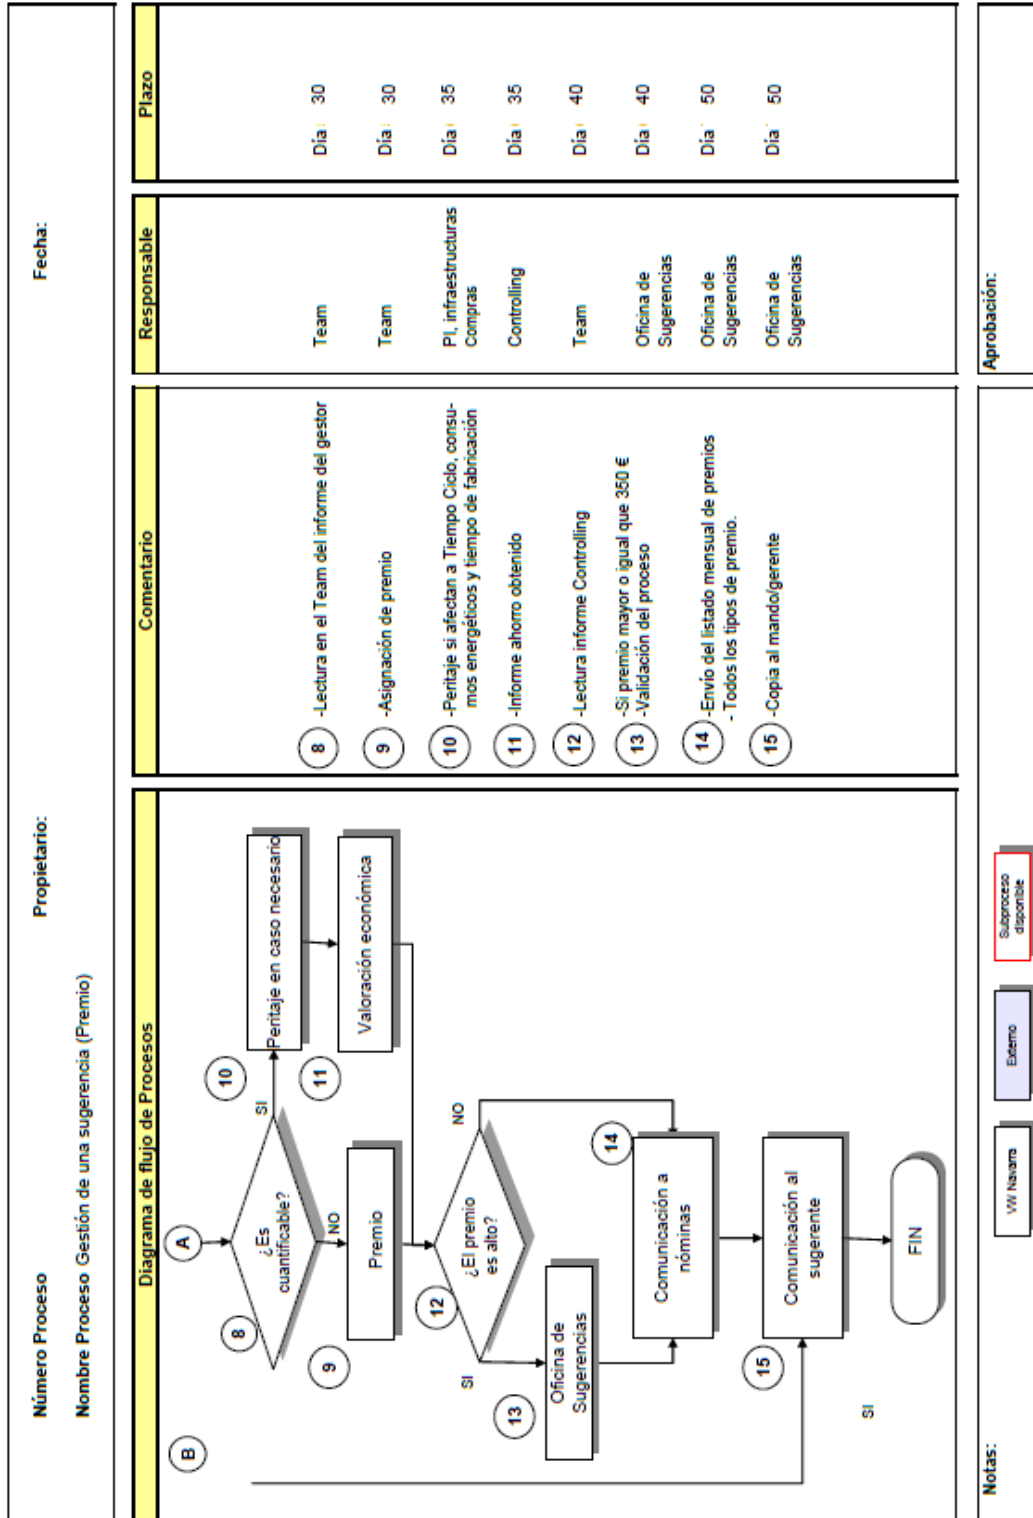 Número Proceso
Propietario:
Fecha:
Nombre Proceso Gestión de una sugerencia (Premio)
Diagrama de flujo de Procesos
Comentario
Responsable
Plazo
B
A
8
¿Es
cuantificable?
SI
NO
10
Peritaje en caso necesario
9
Premio
11
Valoración económica
12
¿El premio
es alto?
SI
NO
13
Oficina de
Sugerencias
14
Comunicación a
nóminas
15
Comunicación al
sugerente
SI
FIN
8 -Lectura en el Team del informe del gestor
Team
Día 30
9 -Asignación de premio
Team
Día 30
10 -Peritaje si afectan a Tiempo Ciclo, consu-
mos energéticos y tiempo de fabricación
PI, infraestructuras
compras
Día 35
11 -Informe ahorro obtenido
Controlling
Día 35
12 -Lectura informe Controlling
Team
Día 40
13 -Si premio mayor o igual que 350 €
-Validación del proceso
Oficina de
Sugerencias
Día 40
14 -Envío del listado mensual de premios
- Todos los tipos de premio.
Oficina de
Sugerencias
Día 50
15 -Copia al mando/gerente
Oficina de
Sugerencias
Día 50
Notas:
VW Navarra
Externo
Subproceso
disponible
Aprobación: